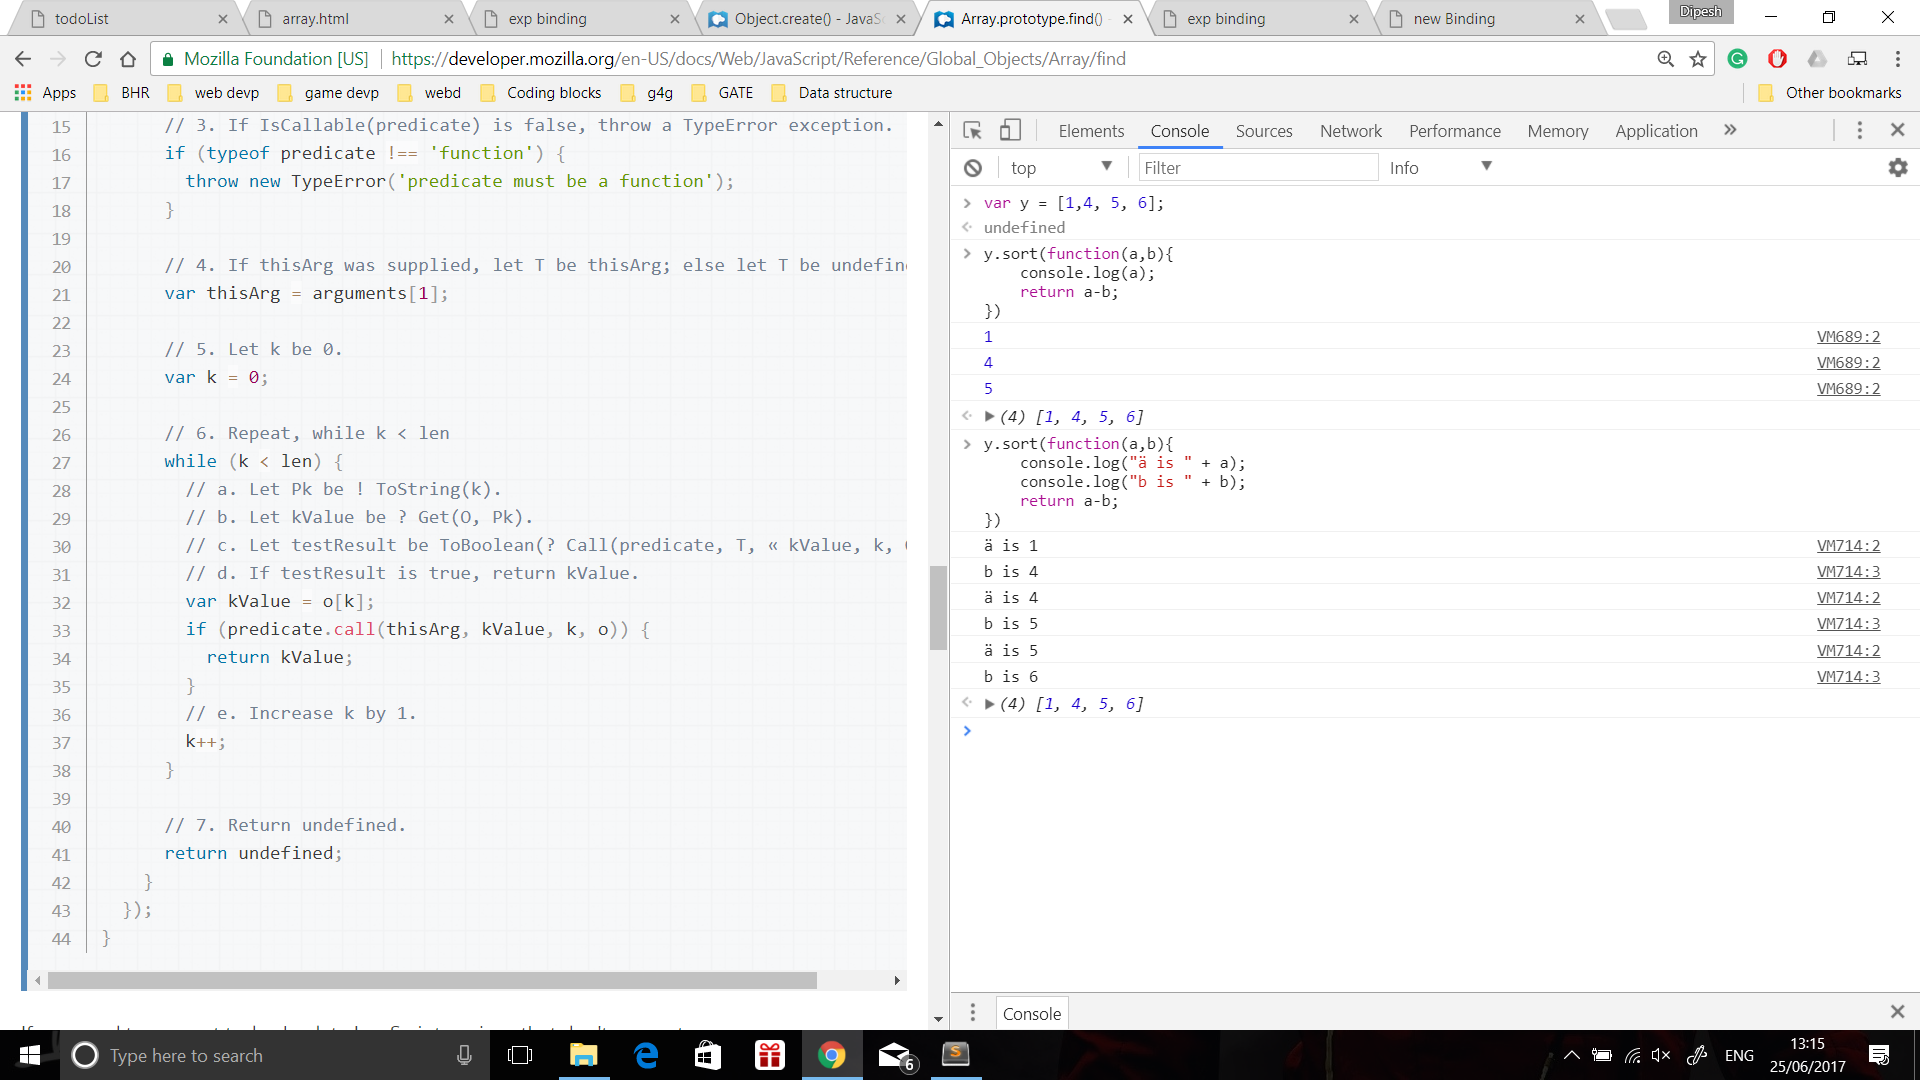 todoList
array.html
exp binding
Object.create() - JavaSc
Array.prototype.find() -
exp binding
new Binding
Dipesh
Mozilla Foundation [US] https://developer.mozilla.org/en-US/docs/Web/JavaScript/Reference/Global_Objects/Array/find
Apps BHR web devp game devp webd Coding blocks g4g GATE Data structure Other bookmarks
15 // 3. If IsCallable(predicate) is false, throw a TypeError exception.
16 if (typeof predicate !== 'function') {
17 throw new TypeError('predicate must be a function');
18 }
19
20 // 4. If thisArg was supplied, let T be thisArg; else let T be undefin
21 var thisArg = arguments[1];
22
23 // 5. Let k be 0.
24 var k = 0;
25
26 // 6. Repeat, while k < len
27 while (k < len) {
28 // a. Let Pk be ! ToString(k).
29 // b. Let kValue be ? Get(O, Pk).
30 // c. Let testResult be ToBoolean(? Call(predicate, T, « kValue, k,
31 // d. If testResult is true, return kValue.
32 var kValue = o[k];
33 if (predicate.call(thisArg, kValue, k, o)) {
34 return kValue;
35 }
36 // e. Increase k by 1.
37 k++;
38 }
39
40 // 7. Return undefined.
41 return undefined;
42 }
43 });
44 }
Elements Console Sources Network Performance Memory Application »
top Filter Info
var y = [1,4, 5, 6];
undefined
y.sort(function(a,b){
console.log(a);
return a-b;
})
1 VM689:2
4 VM689:2
5 VM689:2
(4) [1, 4, 5, 6]
y.sort(function(a,b){
console.log("ä is " + a);
console.log("b is " + b);
return a-b;
})
ä is 1 VM714:2
b is 4 VM714:3
ä is 4 VM714:2
b is 5 VM714:3
ä is 5 VM714:2
b is 6 VM714:3
(4) [1, 4, 5, 6]
Console
Type here to search
6
ENG
13:15
25/06/2017